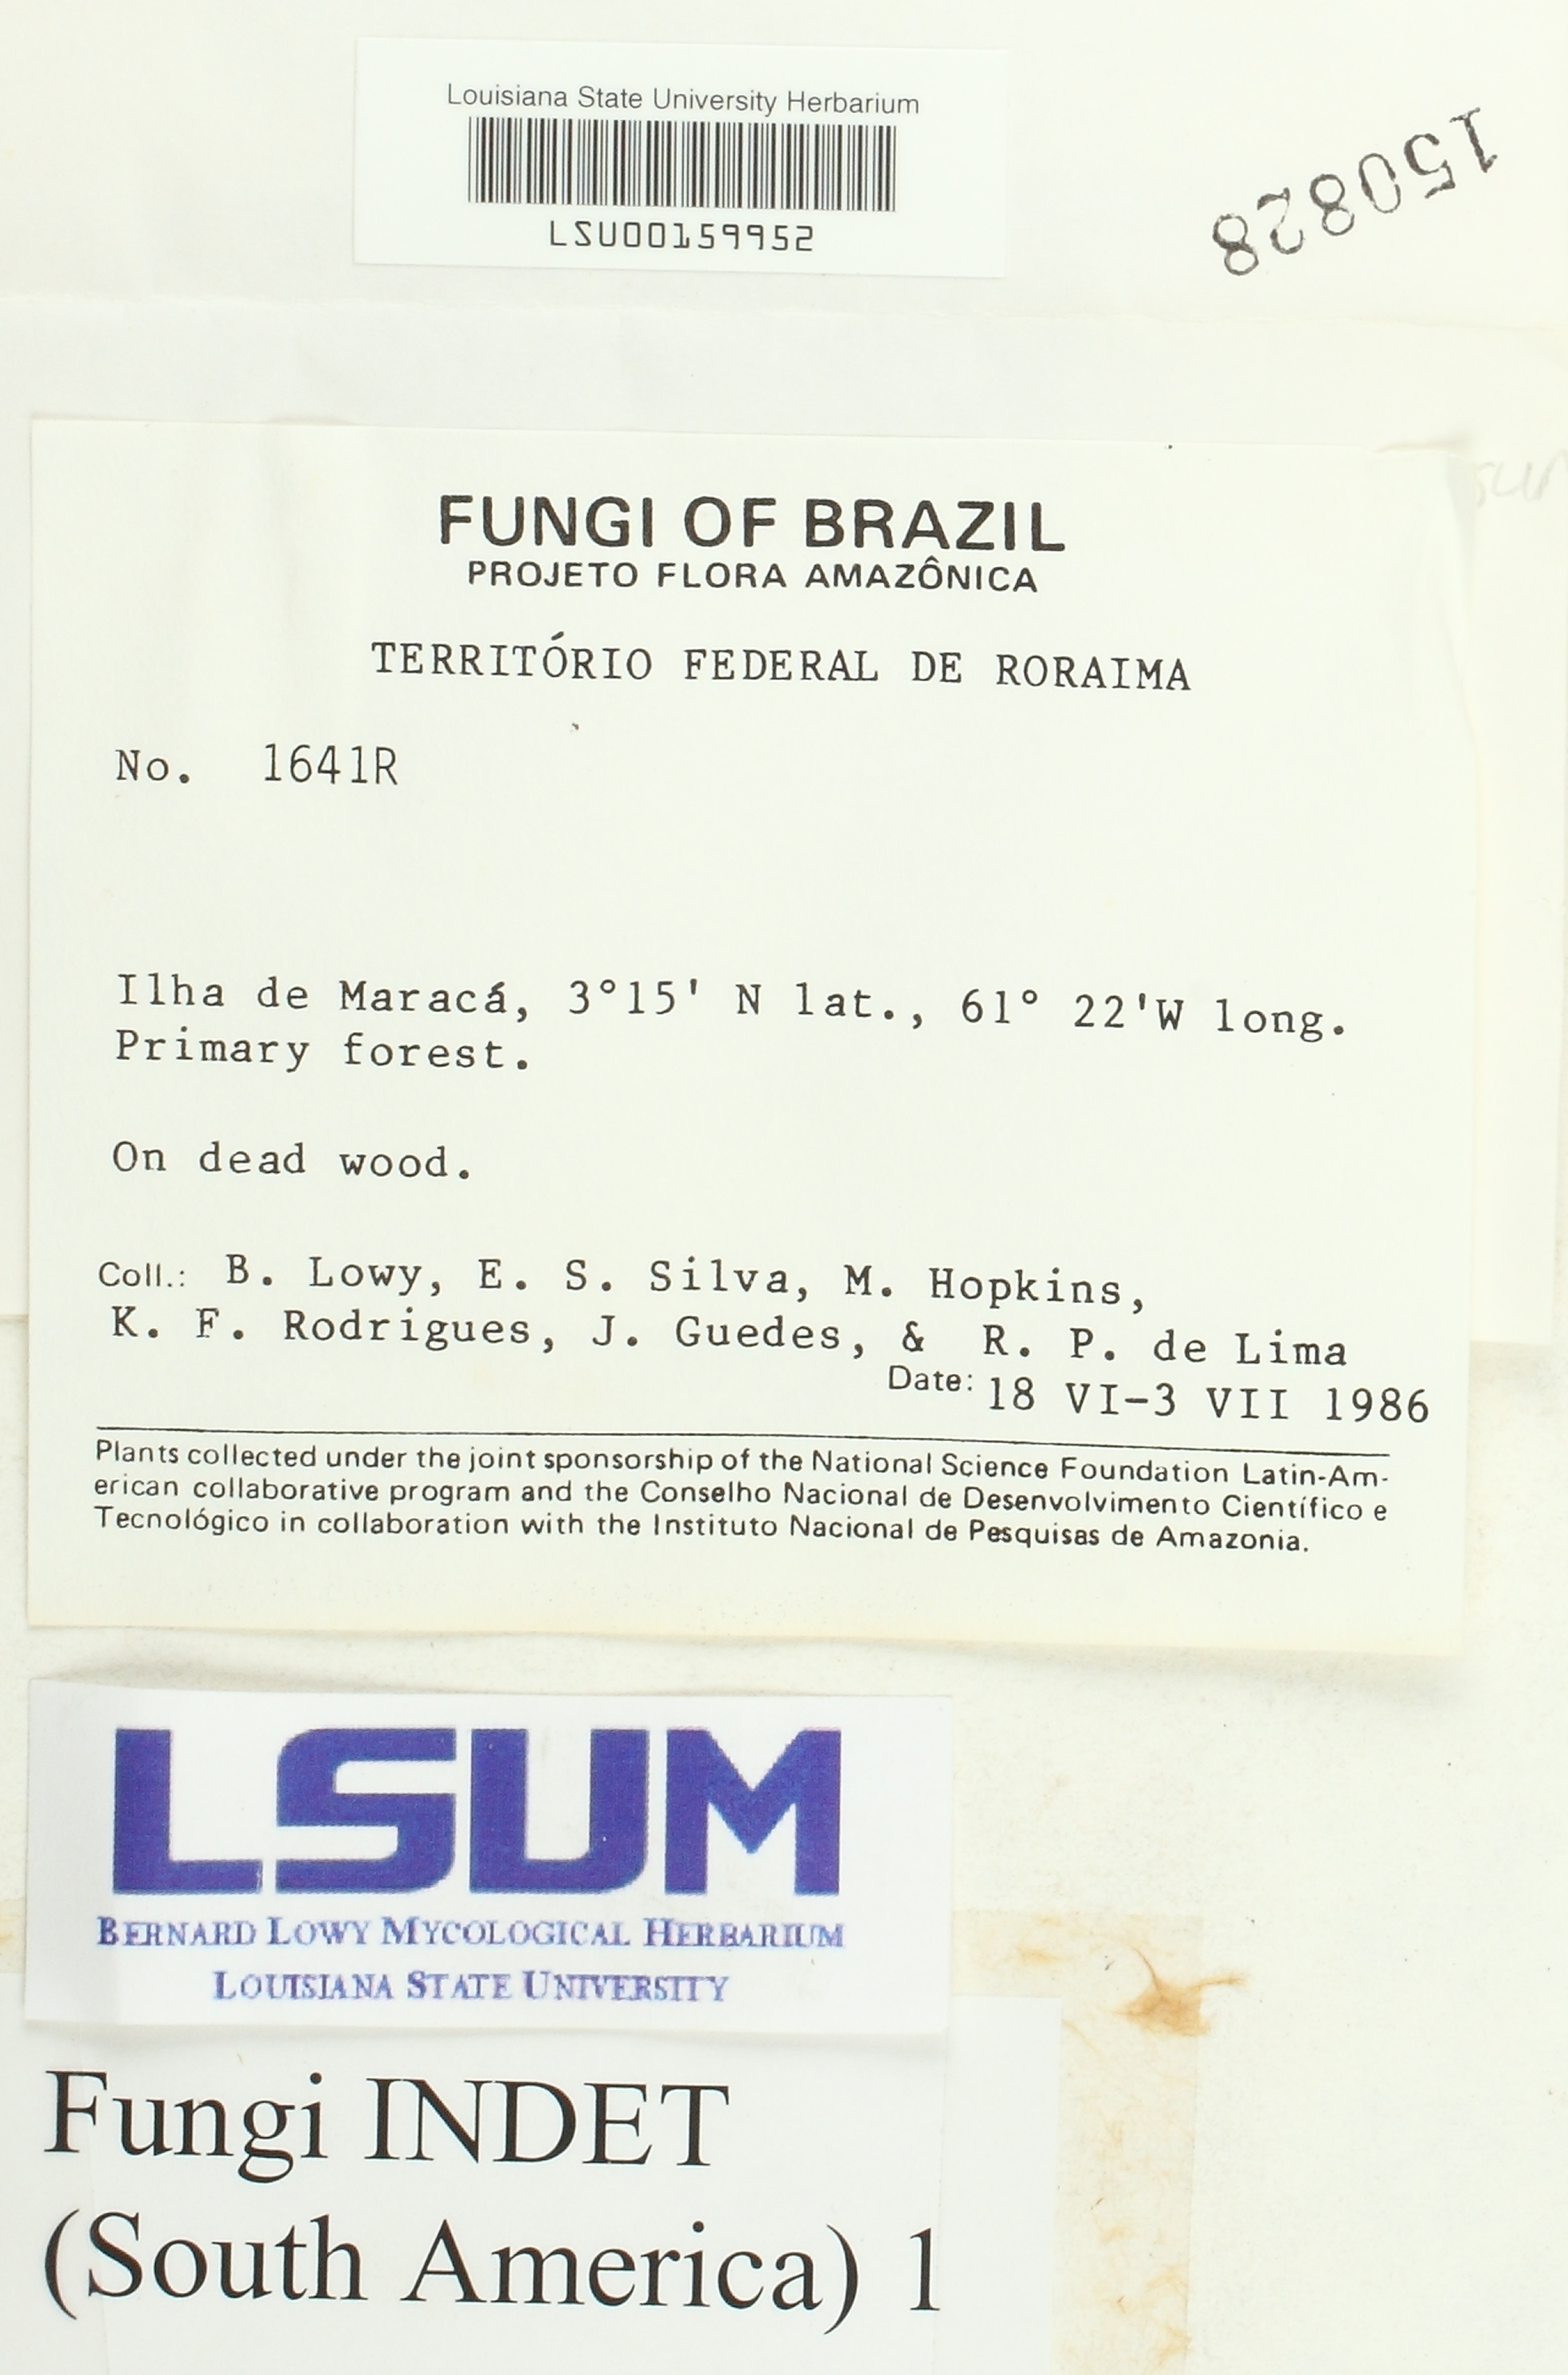 Louisiana State University Herbarium
LSU00159952
150828
FUNGI OF BRAZIL
PROJETO FLORA AMAZÔNICA
TERRITÓRIO FEDERAL DE RORAIMA
No. 1641R
Ilha de Maracá, 3°15' N lat., 61° 22'W long.
Primary forest.
On dead wood.
Coll.: B. Lowy, E. S. Silva, M. Hopkins,
K. F. Rodrigues, J. Guedes, & R. P. de Lima
Date: 18 VI-3 VII 1986
Plants collected under the joint sponsorship of the National Science Foundation Latin-Am-
erican collaborative program and the Conselho Nacional de Desenvolvimento Científico e
Tecnológico in collaboration with the Instituto Nacional de Pesquisas de Amazonia.
LSUM
BERNARD LOWY MYCOLOGICAL HERBARIUM
LOUISIANA STATE UNIVERSITY
Fungi INDET
(South America) 1